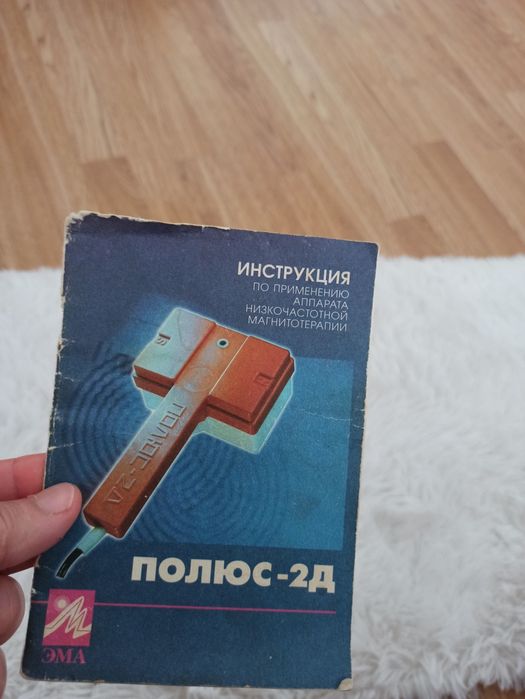 ИНСТРУКЦИЯ
ПО ПРИМЕНЕНИЮ
АППАРАТА
НИЗКОЧАСТОТНОЙ
МАГНИТОТЕРАПИИ
S
N
ПОЛЮС-2Д
ПОЛЮС-2Д
ЭМА